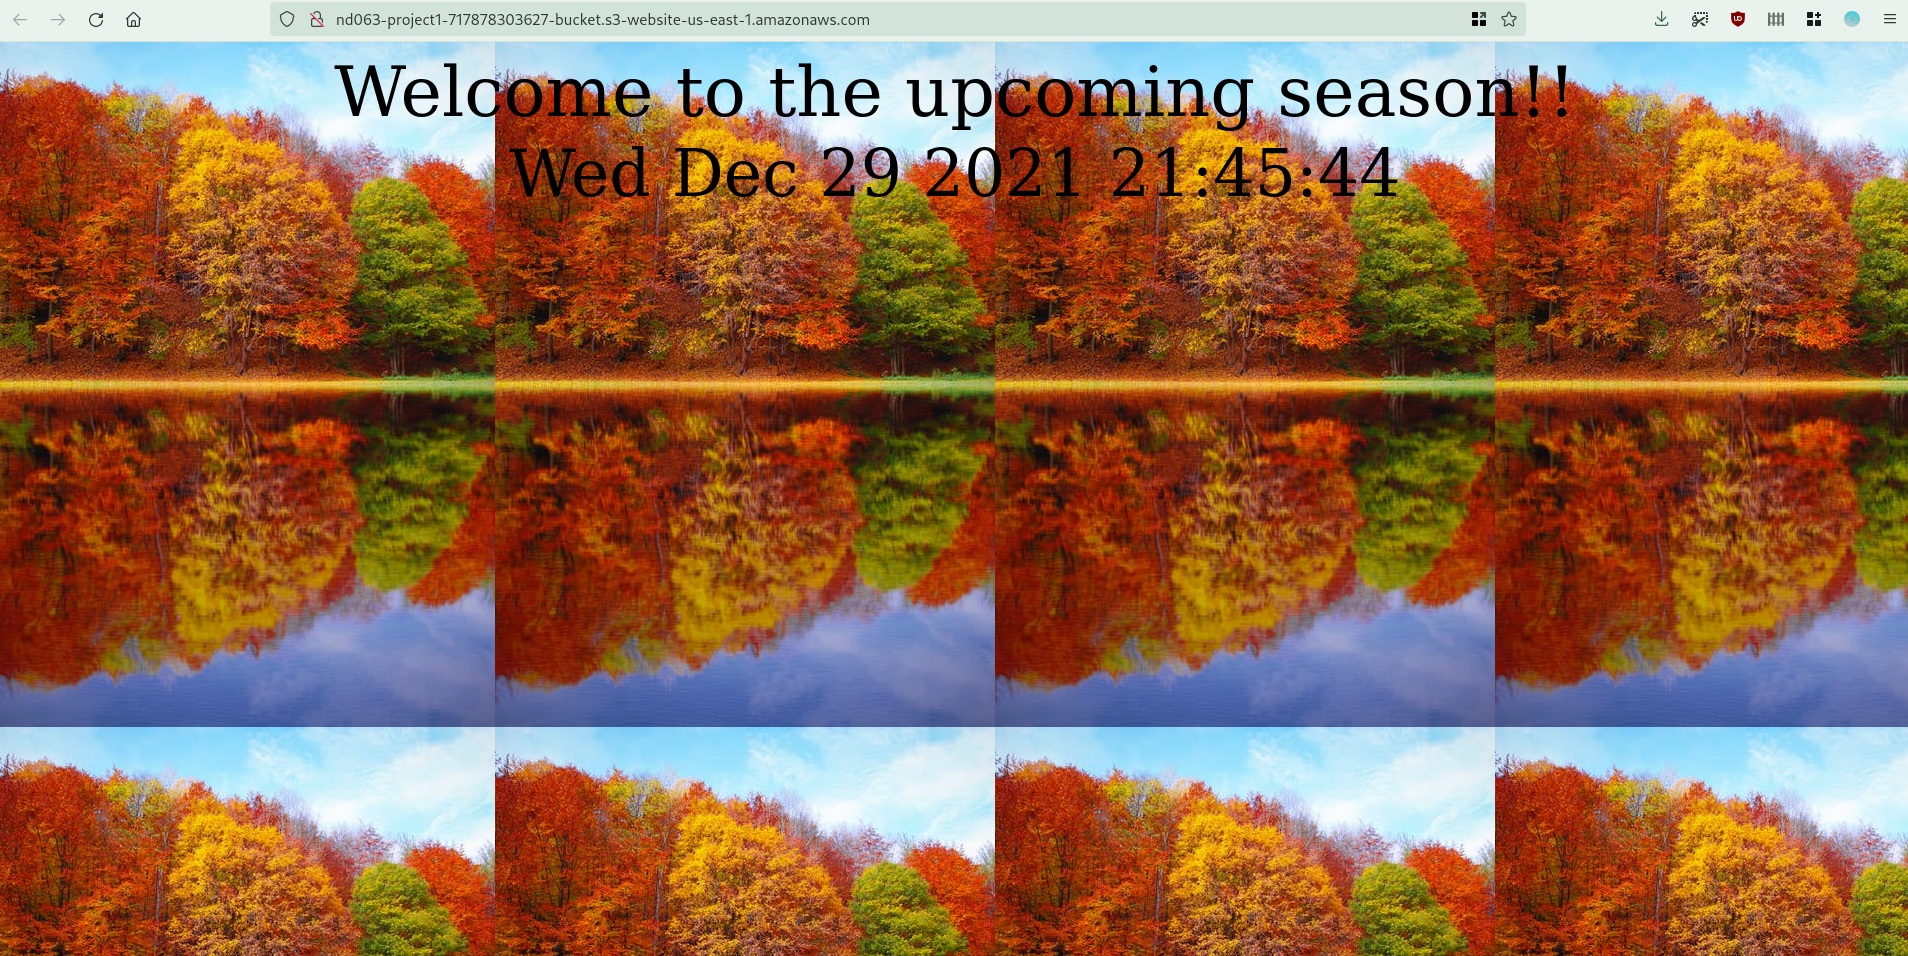 nd063-project1-717878303627-bucket.s3-website-us-east-1.amazonaws.com
Welcome to the upcoming season!!
Wed Dec 29 2021 21:45:44